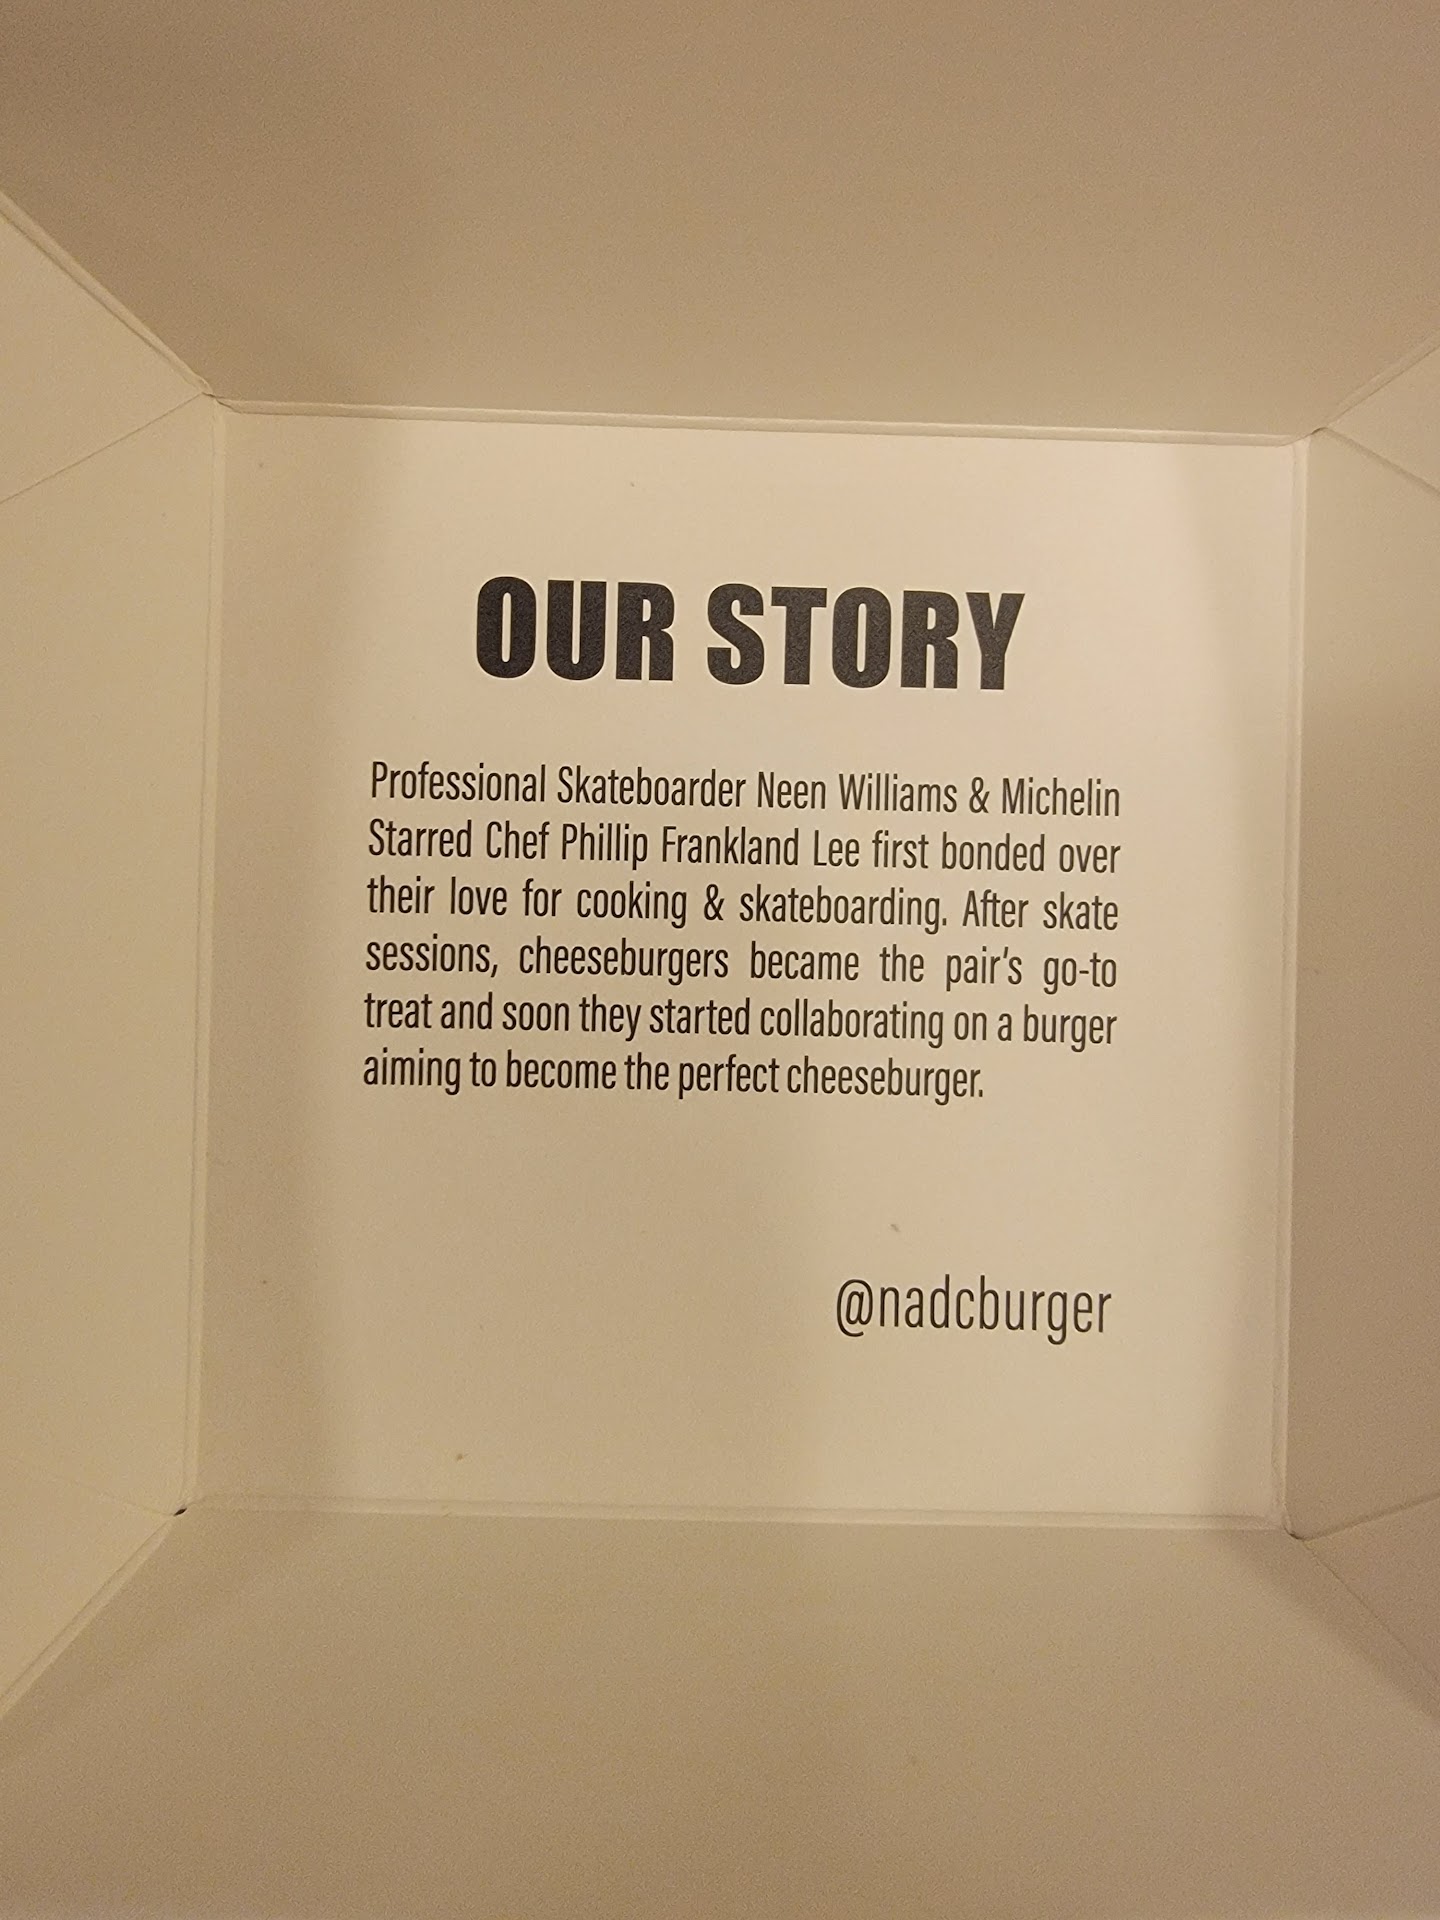 OUR STORY
Professional Skateboarder Neen Williams & Michelin
Starred Chef Phillip Frankland Lee first bonded over
their love for cooking & skateboarding. After skate
sessions, cheeseburgers became the pair's go-to
treat and soon they started collaborating on a burger
aiming to become the perfect cheeseburger.
@nadcburger